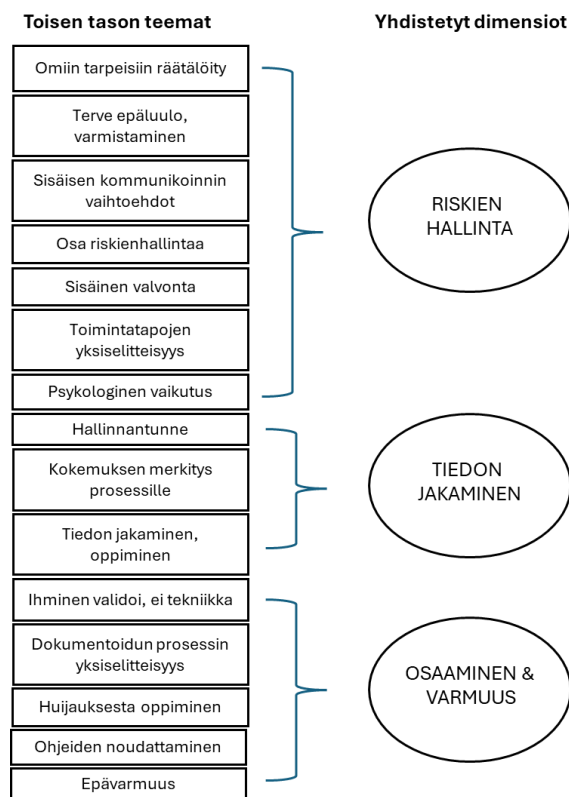 Toisen tason teemat
Yhdistetyt dimensiot
Omiin tarpeisiin räätälöity
Terve epäluulo,
varmistaminen
Sisäisen kommunikoinnin
vaihtoehdot
Osa riskienhallintaa
Sisäinen valvonta
Toimintatapojen
yksiselitteisyys
Psykologinen vaikutus
RISKIEN
HALLINTA
Hallinnantunne
Kokemuksen merkitys
prosessille
Tiedon jakaminen,
oppiminen
TIEDON
JAKAMINEN
Ihminen validoi, ei tekniikka
Dokumentoidun prosessin
yksiselitteisyys
Huijauksesta oppiminen
Ohjeiden noudattaminen
Epävarmuus
OSAAMINEN &
VARMUUS